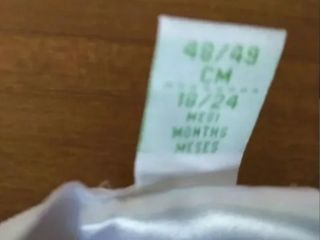 48/49
CM
18/24
MESI
MONTHS
MESES